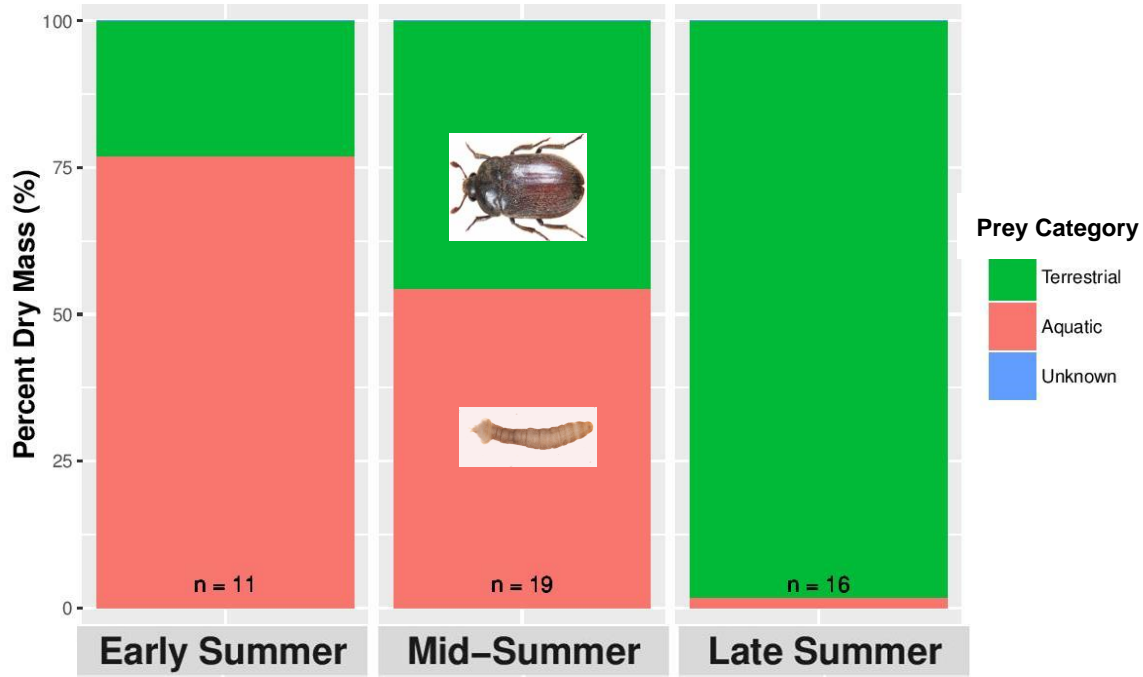 Percent Dry Mass (%)
100
75
50
25
0
n = 11
n = 19
n = 16
Early Summer
Mid−Summer
Late Summer
Prey Category
Terrestrial
Aquatic
Unknown